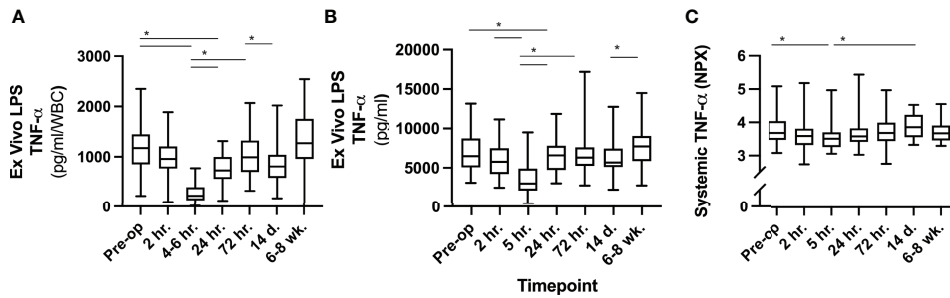 A
B
C
*
*
*
*
*
*
*
*
*
Ex Vivo LPS
TNF-α
(pg/ml/WBC)
3000
2000
1000
0
Pre-op
2 hr.
4-6 hr.
24 hr.
72 hr.
14 d.
6-8 wk.
Ex Vivo LPS
TNF-α
(pg/ml)
20000
15000
10000
5000
0
Pre-op
2 hr.
5 hr.
24 hr.
72 hr.
14 d.
6-8 wk.
Systemic TNF-α (NPX)
6
5
4
3
0
Pre-op
2 hr.
5 hr.
24 hr.
72 hr.
14 d.
6-8 wk.
Timepoint